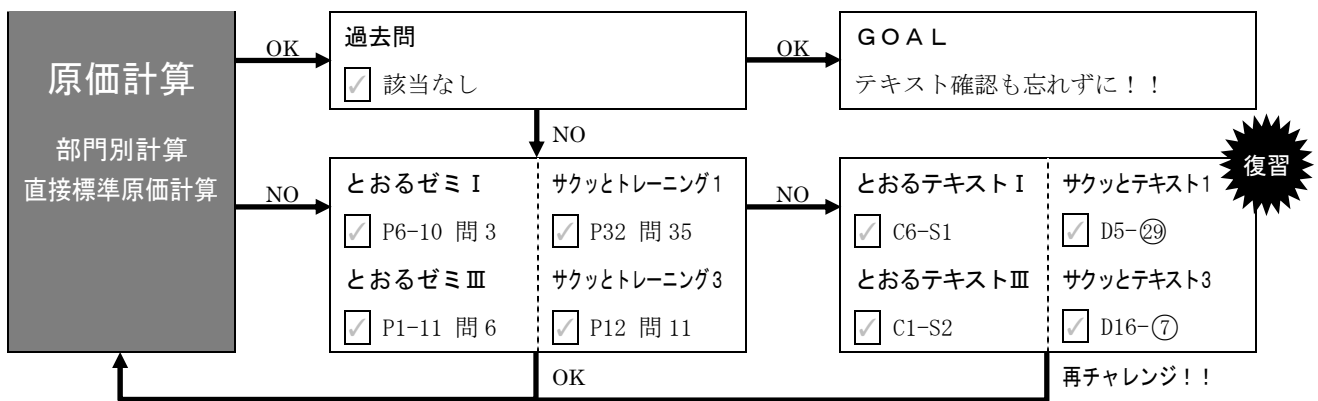 原価計算
部門別計算
直接標準原価計算
OK
過去問
✓ 該当なし
OK
ＧＯＡＬ
テキスト確認も忘れずに！！
NO
NO
とおるゼミⅠ
✓ P6-10 問 3
とおるゼミⅢ
✓ P1-11 問 6
サクッとトレーニング1
✓ P32 問 35
サクッとトレーニング3
✓ P12 問 11
NO
復習
とおるテキストⅠ
✓ C6-S1
とおるテキストⅢ
✓ C1-S2
サクッとテキスト1
✓ D5-㉙
サクッとテキスト3
✓ D16-⑦
OK
再チャレンジ！！